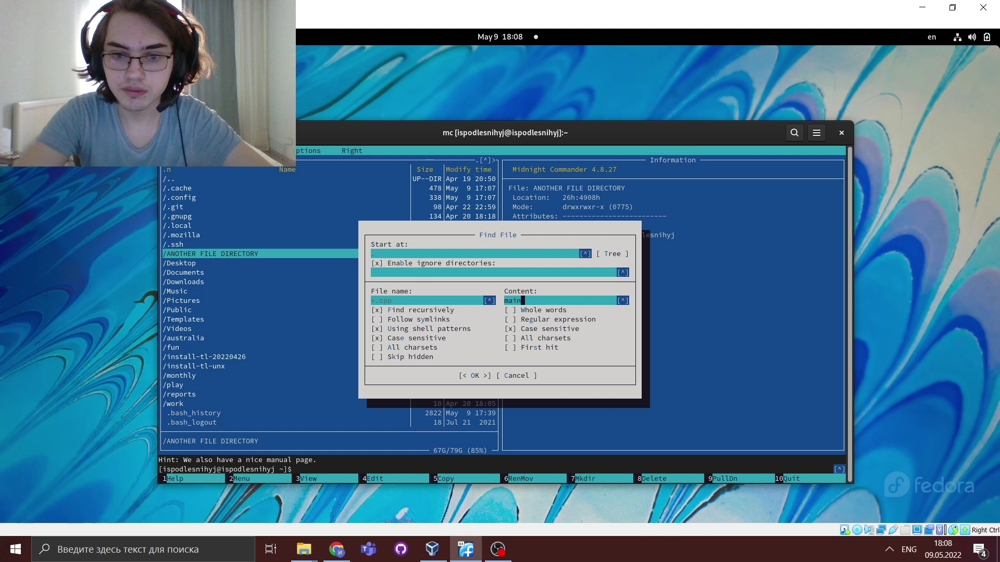 May 9 18:08
en
mc [ispodlesnihyj@ispodlesnihyj]:~
ptions Right
.[^]>
Information
.n Name Size Modify time
Midnight Commander 4.8.27
/.. UP--DIR Apr 19 20:50
/.cache 478 May 9 17:07
File: ANOTHER FILE DIRECTORY
/.config 338 May 9 17:07
Location: 26h:4908h
/.git 98 Apr 22 22:59
Mode: drwxrwxr-x (0775)
/.gnupg 134 Apr 20 18:18
Attributes: -------------------------
/.local
/.mozilla
lesnihyj
/.ssh
/ANOTHER FILE DIRECTORY
/Desktop
/Documents
/Downloads
/Music
/Pictures
/Public
/Templates
/Videos
/australia
/fun
/install-tl-20220426
/install-tl-unx
/monthly
/play
/reports
/work 10 Apr 20 18:05
.bash_history 2822 May 9 17:39
.bash_logout 18 Jul 21 2021
/ANOTHER FILE DIRECTORY
67G/79G (85%)
Find File
Start at:
. [^] [ Tree ]
[x] Enable ignore directories:
[^]
File name: Content:
*.cpp [^] main [^]
[x] Find recursively [ ] Whole words
[ ] Follow symlinks [ ] Regular expression
[x] Using shell patterns [x] Case sensitive
[x] Case sensitive [ ] All charsets
[ ] All charsets [ ] First hit
[ ] Skip hidden
[< OK >] [ Cancel ]
Hint: We also have a nice manual page.
[ispodlesnihyj@ispodlesnihyj ~]$ [^]
1Help 2Menu 3View 4Edit 5Copy 6RenMov 7Mkdir 8Delete 9PullDn 10Quit
fedora
Right Ctrl
Введите здесь текст для поиска
64
ENG
18:08
09.05.2022
4